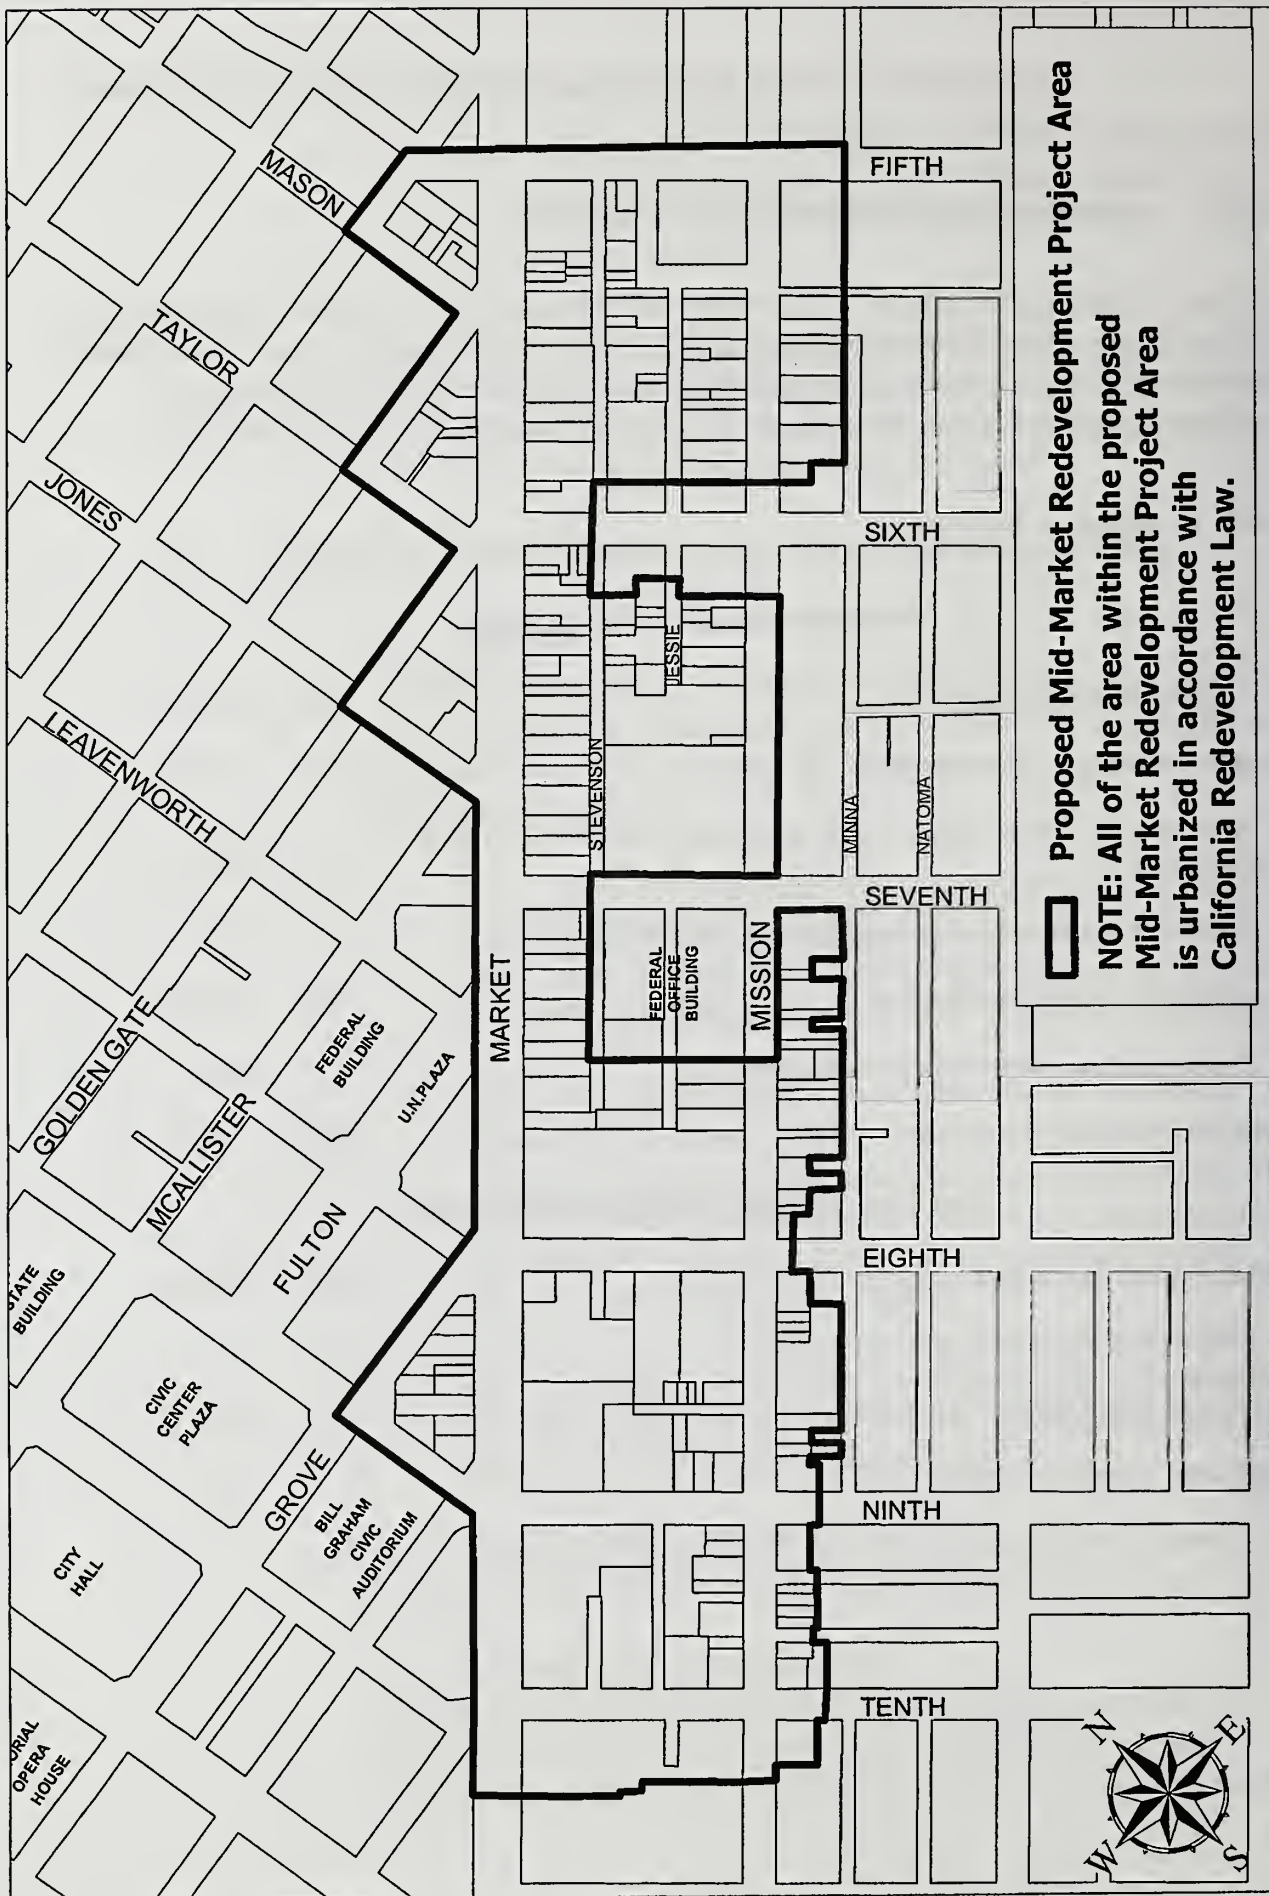 MASON
TAYLOR
JONES
LEAVENWORTH
GOLDEN GATE
MCALLISTER
FULTON
GROVE
STATE
BUILDING
FEDERAL
BUILDING
U.N.PLAZA
CIVIC
CENTER
PLAZA
CITY
HALL
BILL
GRAHAM
CIVIC
AUDITORIUM
ORIAL
OPERA
HOUSE
MARKET
STEVENSON
JESSIE
FEDERAL
OFFICE
BUILDING
MISSION
MINNA
NATOMA
FIFTH
SIXTH
SEVENTH
EIGHTH
NINTH
TENTH
Proposed Mid-Market Redevelopment Project Area
NOTE: All of the area within the proposed
Mid-Market Redevelopment Project Area
is urbanized in accordance with
California Redevelopment Law.
N
E
S
W